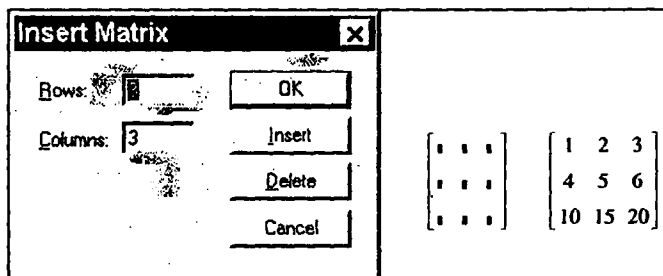 Insert Matrix
Rows:
OK
Columns: 3
Insert
Delete
Cancel
1 2 3
4 5 6
10 15 20